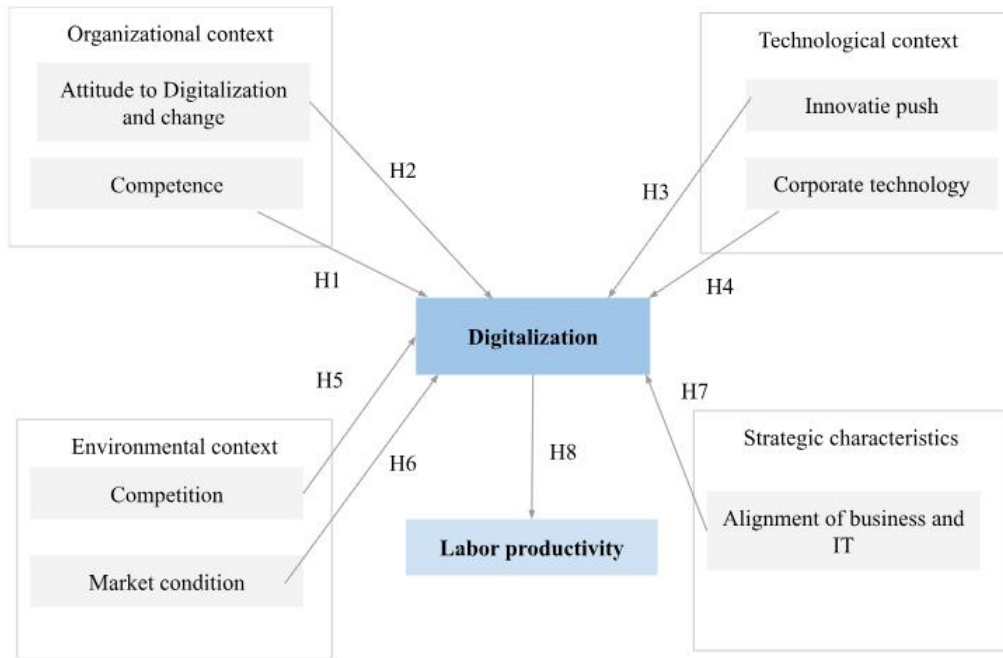 Organizational context
Attitude to Digitalization
and change
Competence
H2
H1
Technological context
Innovatie push
Corporate technology
H3
H4
Digitalization
H5
H6
H7
H8
Environmental context
Competition
Market condition
Labor productivity
Strategic characteristics
Alignment of business and
IT